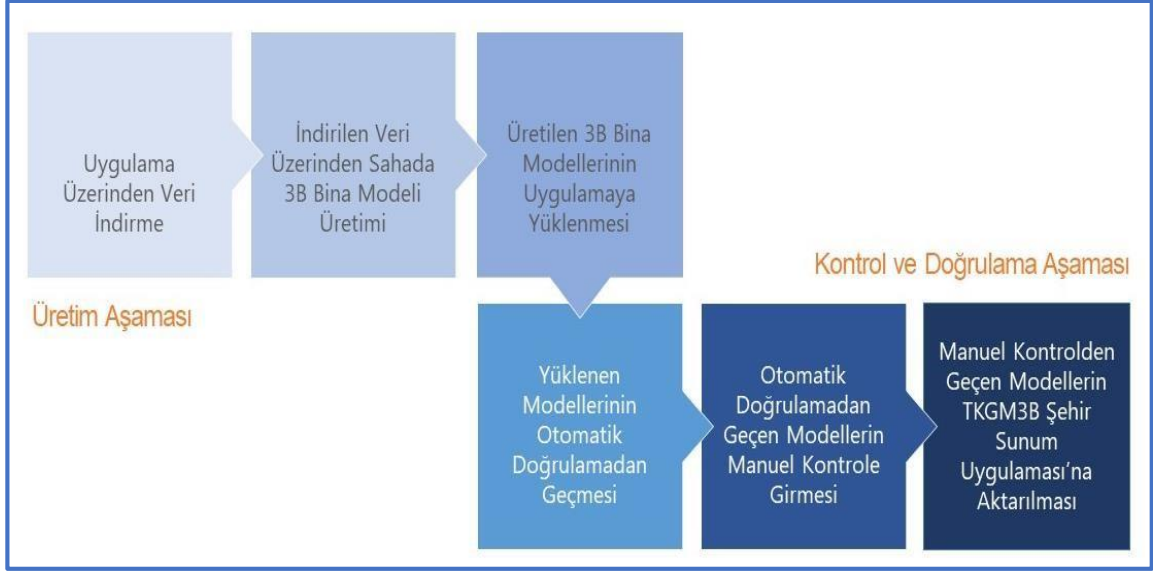 Uygulama
Üzerinden Veri
İndirme
İndirilen Veri
Üzerinden Sahada
3B Bina Modeli
Üretimi
Üretilen 3B Bina
Modellerinin
Uygulamaya
Yüklenmesi
Üretim Aşaması
Kontrol ve Doğrulama Aşaması
Yüklenen
Modellerinin
Otomatik
Doğrulamadan
Geçmesi
Otomatik
Doğrulamadan
Geçen Modellerin
Manuel Kontrole
Girmesi
Manuel Kontrolden
Geçen Modellerin
TKGM3B Şehir
Sunum
Uygulaması’na
Aktarılması